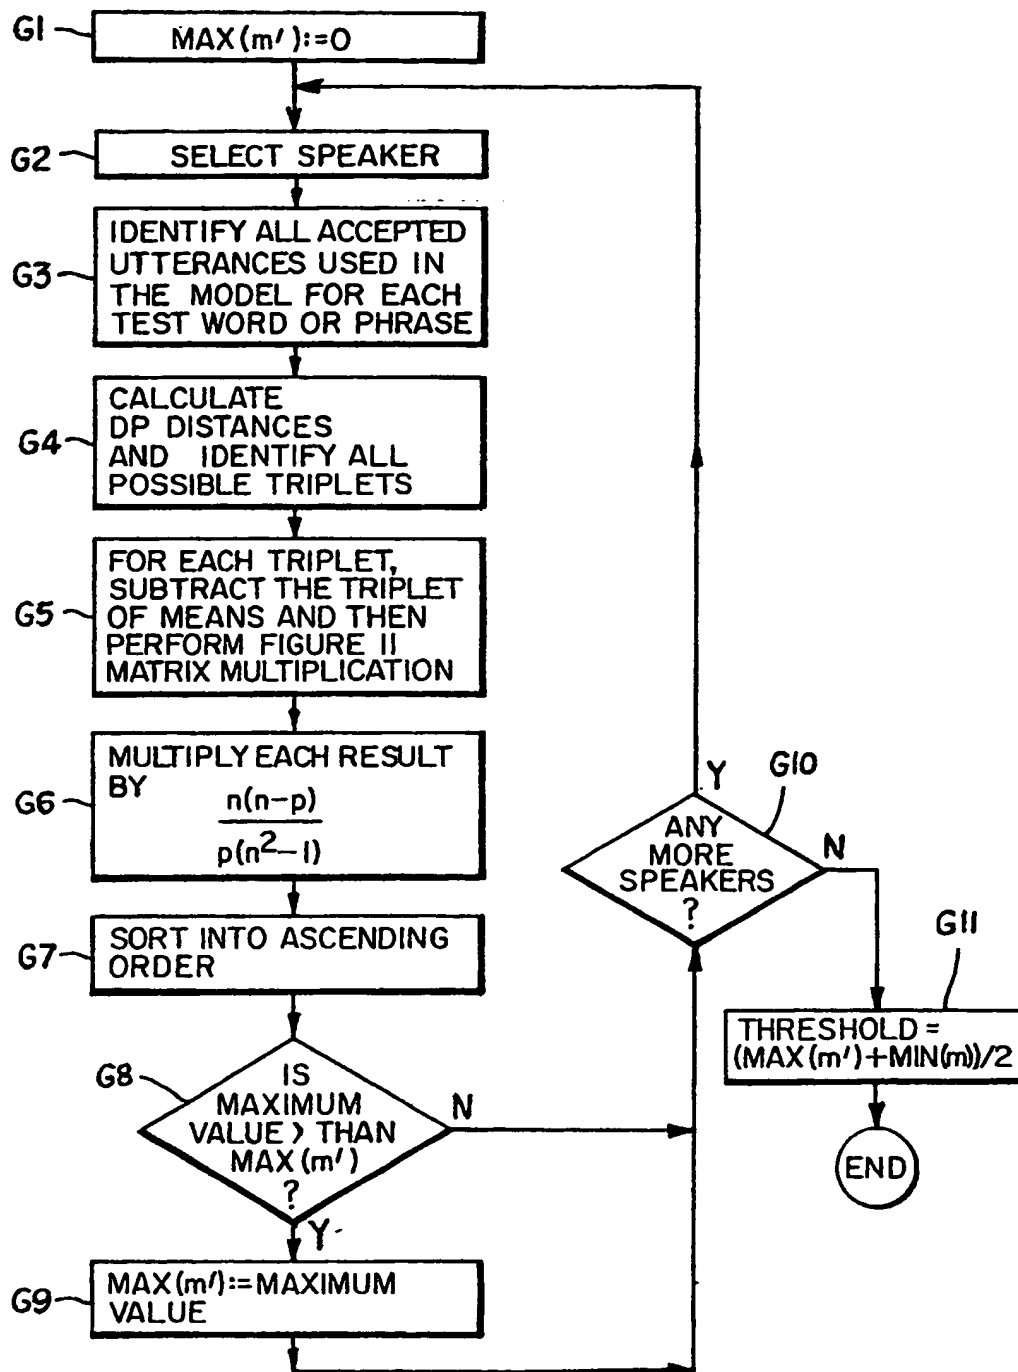 G1
MAX(m'):=0
G2
SELECT SPEAKER
G3
IDENTIFY ALL ACCEPTED
UTTERANCES USED IN
THE MODEL FOR EACH
TEST WORD OR PHRASE
G4
CALCULATE
DP DISTANCES
AND IDENTIFY ALL
POSSIBLE TRIPLETS
G5
FOR EACH TRIPLET,
SUBTRACT THE TRIPLET
OF MEANS AND THEN
PERFORM FIGURE 11
MATRIX MULTIPLICATION
G6
MULTIPLY EACH RESULT
BY
n(n-p)
p(n²-1)
G7
SORT INTO ASCENDING
ORDER
G8
IS
MAXIMUM
VALUE > THAN
MAX(m')
?
N
Y
G9
MAX(m'):=MAXIMUM
VALUE
Y
G10
ANY
MORE
SPEAKERS
?
N
G11
THRESHOLD =
(MAX(m')+MIN(m))/2
END